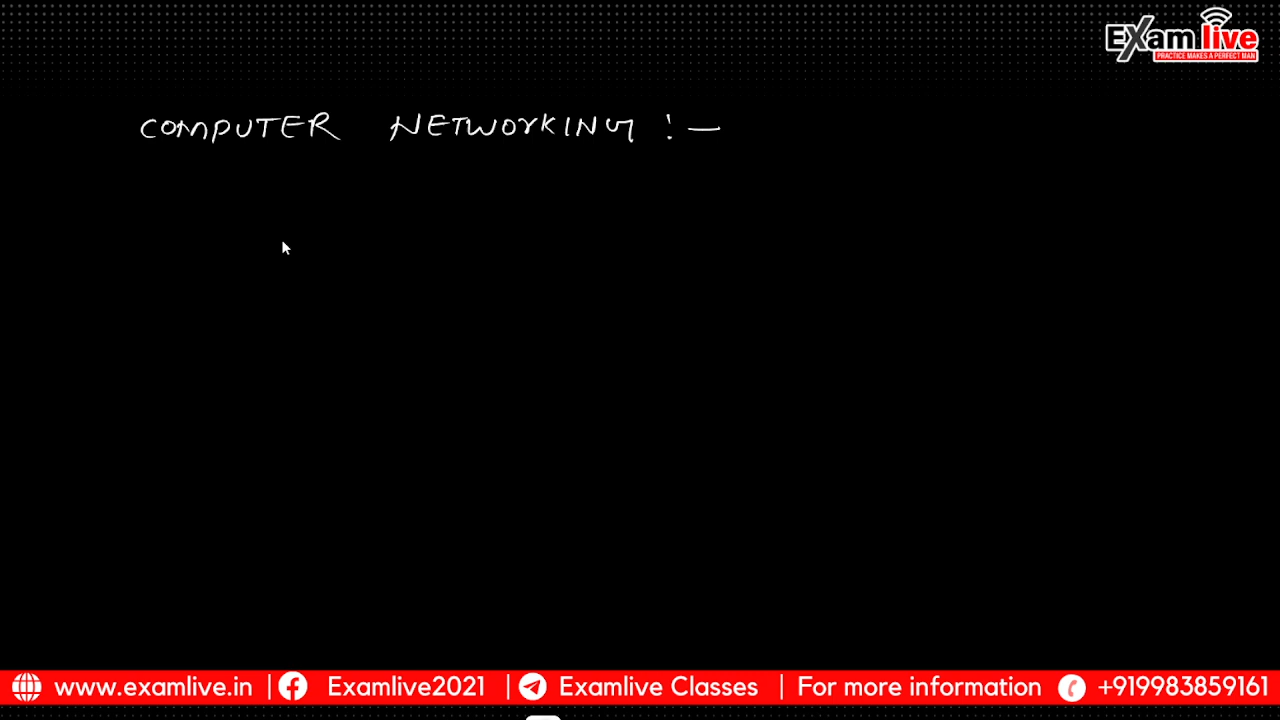 Exam live
PRACTICE MAKES A PERFECT MAN
COMPUTER NETWORKING :-
www.examlive.in | Examlive2021 | Examlive Classes | For more information +919983859161